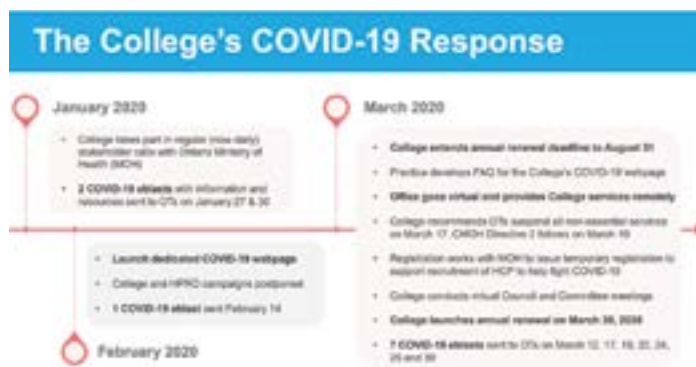 The College's COVID-19 Response
January 2020
• College takes part in regular (now daily)
stakeholder calls with Ontario Ministry of
Health (MOH)
• 2 COVID-19 eblasts with information and
resources sent to OTs on January 27 & 30
• Launch dedicated COVID-19 webpage
• College and HPRO campaigns postponed
• 1 COVID-19 eblast sent February 14
February 2020
March 2020
• College extends annual renewal deadline to August 31
• Practice develops FAQ for the College's COVID-19 webpage
• Office goes virtual and provides College services remotely
• College recommends OTs suspend all non-essential services
on March 17. CMOH Directive 2 follows on March 19
• Registration works with MOH to issue temporary registration to
support recruitment of HCP to help fight COVID-19
• College conducts virtual Council and Committee meetings
• College launches annual renewal on March 30, 2020
• 7 COVID-19 eblasts sent to OTs on March 12, 17, 19, 22, 24,
and 30